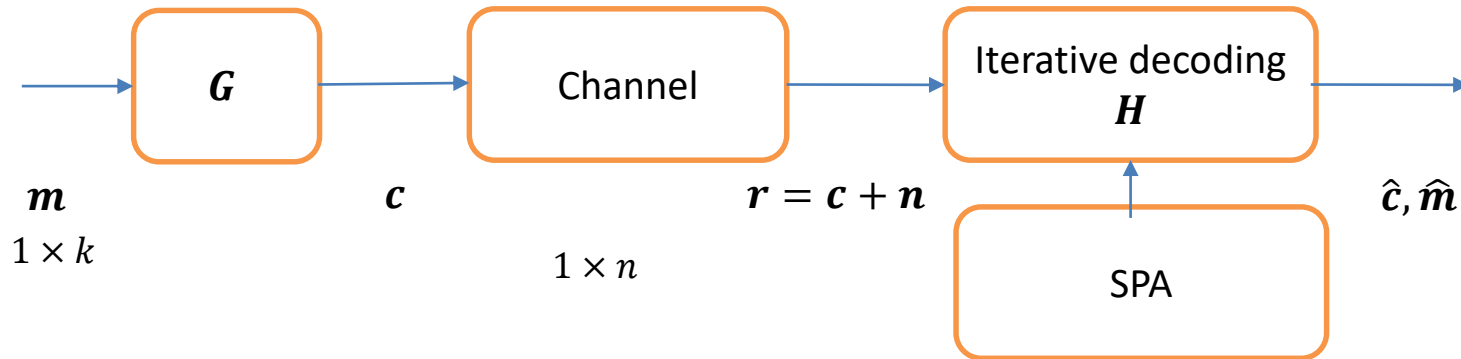 G
Channel
Iterative decoding
H
m
c
r = c + n
ĉ, m̂
1 × k
1 × n
SPA